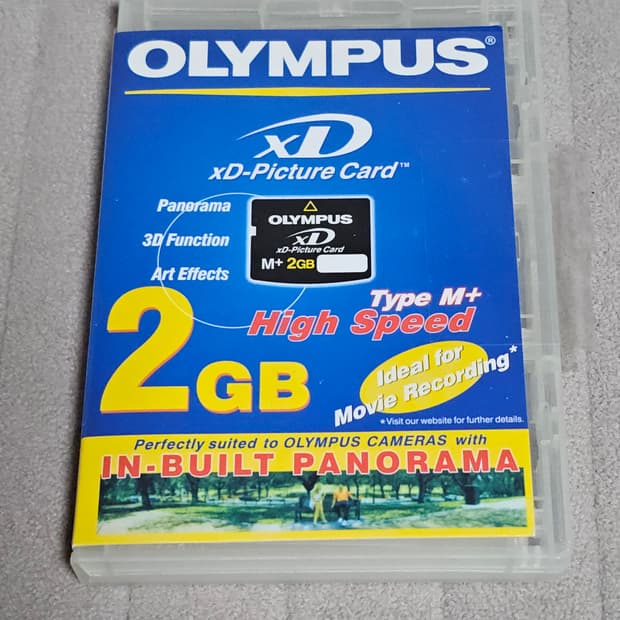 OLYMPUS®
xD
xD-Picture Card™
Panorama
3D Function
Art Effects
OLYMPUS
xD
xD-Picture Card
M+ 2GB
Type M+
High Speed
2GB
Ideal for
Movie Recording*
*Visit our website for further details.
Perfectly suited to OLYMPUS CAMERAS with
IN-BUILT PANORAMA